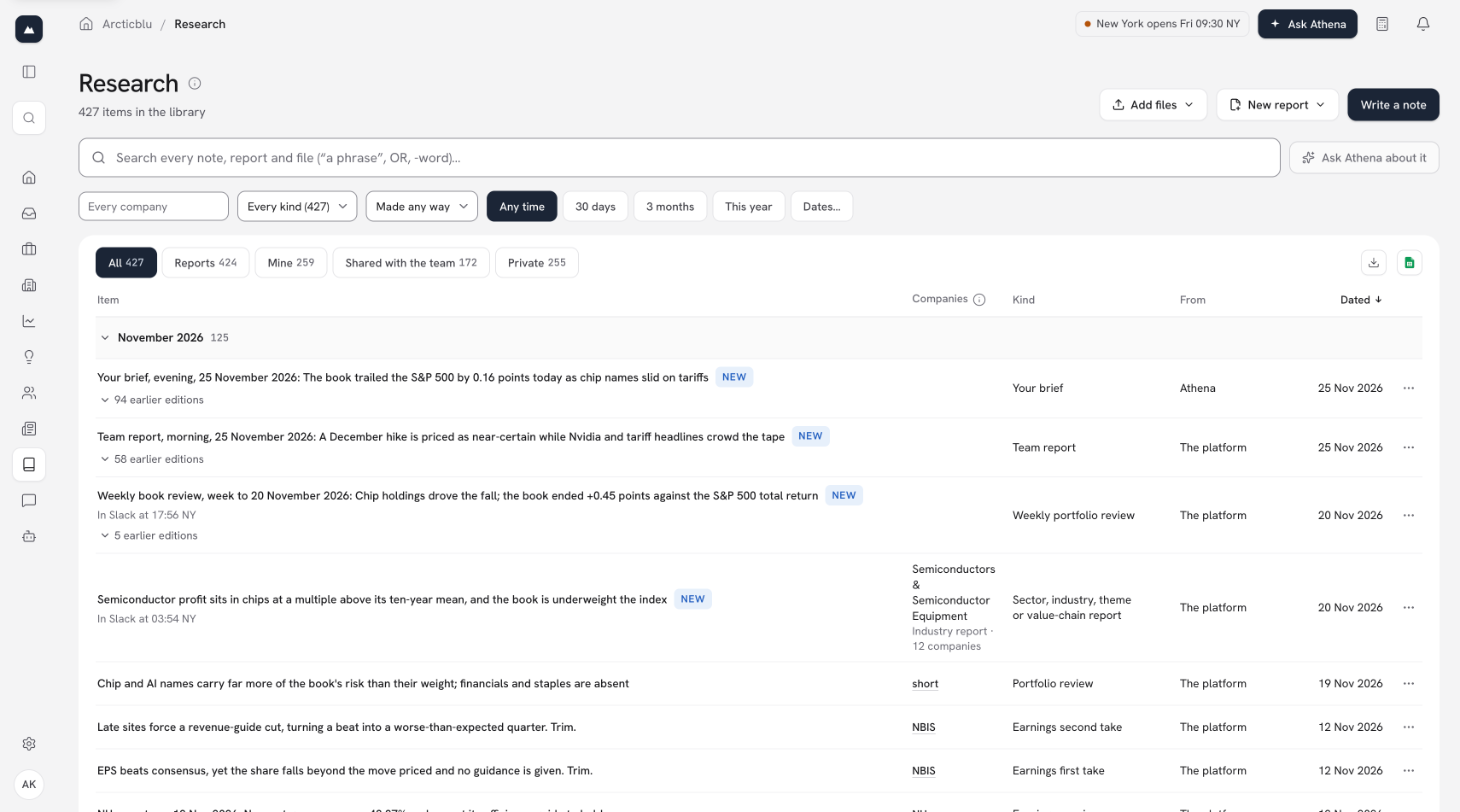 Arcticblu / Research
New York opens Fri 09:30 NY
Ask Athena
Research
427 items in the library
Add files
New report
Write a note
Search every note, report and file (“a phrase”, OR, -word)...
Ask Athena about it
Every company
Every kind (427)
Made any way
Any time
30 days
3 months
This year
Dates...
All 427
Reports 424
Mine 259
Shared with the team 172
Private 255
Item
Companies
Kind
From
Dated ↓
November 2026 125
Your brief, evening, 25 November 2026: The book trailed the S&P 500 by 0.16 points today as chip names slid on tariffs NEW
94 earlier editions
Your brief
Athena
25 Nov 2026
Team report, morning, 25 November 2026: A December hike is priced as near-certain while Nvidia and tariff headlines crowd the tape NEW
58 earlier editions
Team report
The platform
25 Nov 2026
Weekly book review, week to 20 November 2026: Chip holdings drove the fall; the book ended +0.45 points against the S&P 500 total return NEW
In Slack at 17:56 NY
5 earlier editions
Weekly portfolio review
The platform
20 Nov 2026
Semiconductor profit sits in chips at a multiple above its ten-year mean, and the book is underweight the index NEW
In Slack at 03:54 NY
Semiconductors
&
Semiconductor
Equipment
Industry report ·
12 companies
Sector, industry, theme
or value-chain report
The platform
20 Nov 2026
Chip and AI names carry far more of the book's risk than their weight; financials and staples are absent
short
Portfolio review
The platform
19 Nov 2026
Late sites force a revenue-guide cut, turning a beat into a worse-than-expected quarter. Trim.
NBIS
Earnings second take
The platform
12 Nov 2026
EPS beats consensus, yet the share falls beyond the move priced and no guidance is given. Trim.
NBIS
Earnings first take
The platform
12 Nov 2026
AK